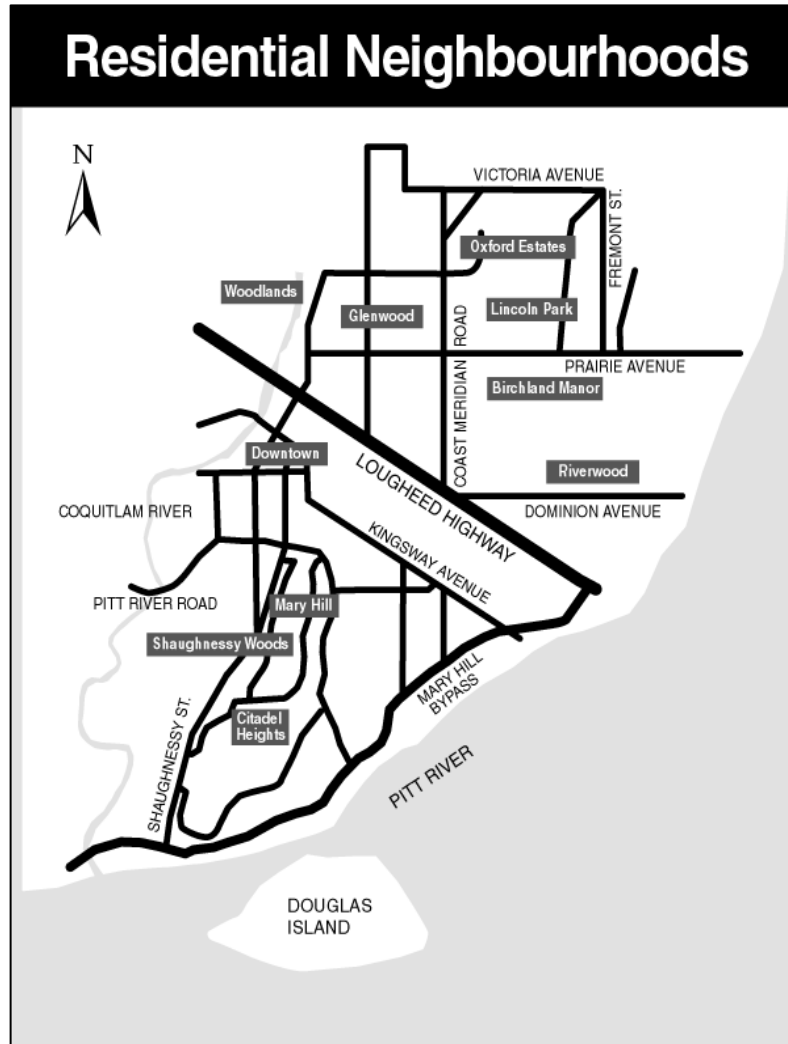 Residential Neighbourhoods
N
VICTORIA AVENUE
FREMONT ST.
Oxford Estates
Woodlands
Glenwood
Lincoln Park
COAST MERIDIAN ROAD
PRAIRIE AVENUE
Birchland Manor
Downtown
LOUGHEED HIGHWAY
Riverwood
COQUITLAM RIVER
DOMINION AVENUE
KINGSWAY AVENUE
PITT RIVER ROAD
Mary Hill
Shaughnessy Woods
MARY HILL
BYPASS
Citadel
Heights
SHAUGHNESSY ST.
PITT RIVER
DOUGLAS
ISLAND